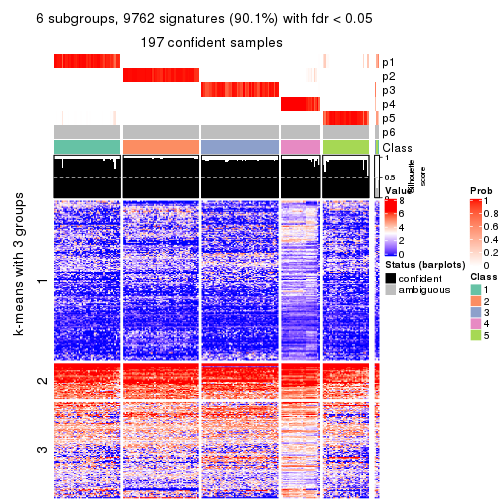 6 subgroups, 9762 signatures (90.1%) with fdr < 0.05
197 confident samples
p1
p2
p3
p4
p5
p6
Class
1
0.5
0
Silhouette
score
k-means with 3 groups
1
2
3
Value
8
6
4
2
0
Status (barplots)
confident
ambiguous
Prob
1
0.8
0.6
0.4
0.2
0
Class
1
2
3
4
5